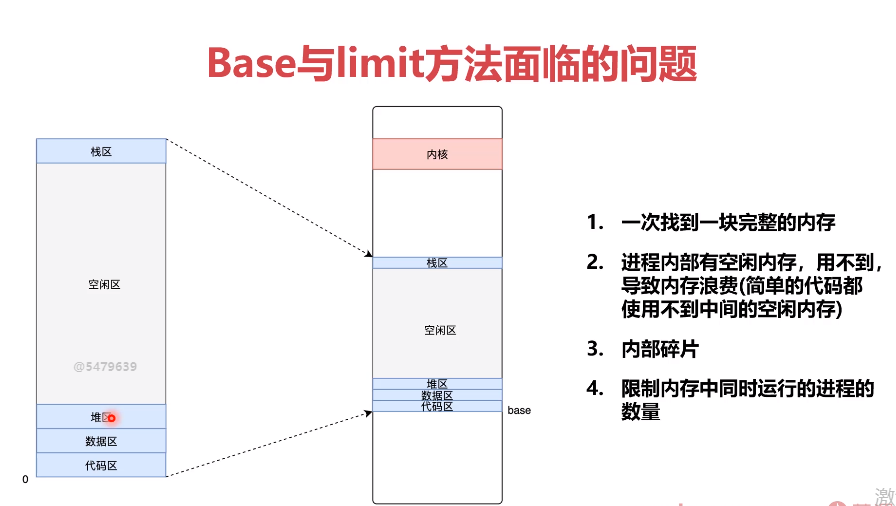 Base与limit方法面临的问题
栈区
空闲区
@5479639
堆区
数据区
代码区
0
内核
栈区
空闲区
堆区
数据区
代码区
base
1. 一次找到一块完整的内存
2. 进程内部有空闲内存，用不到，
导致内存浪费(简单的代码都
使用不到中间的空闲内存)
3. 内部碎片
4. 限制内存中同时运行的进程的
数量
激